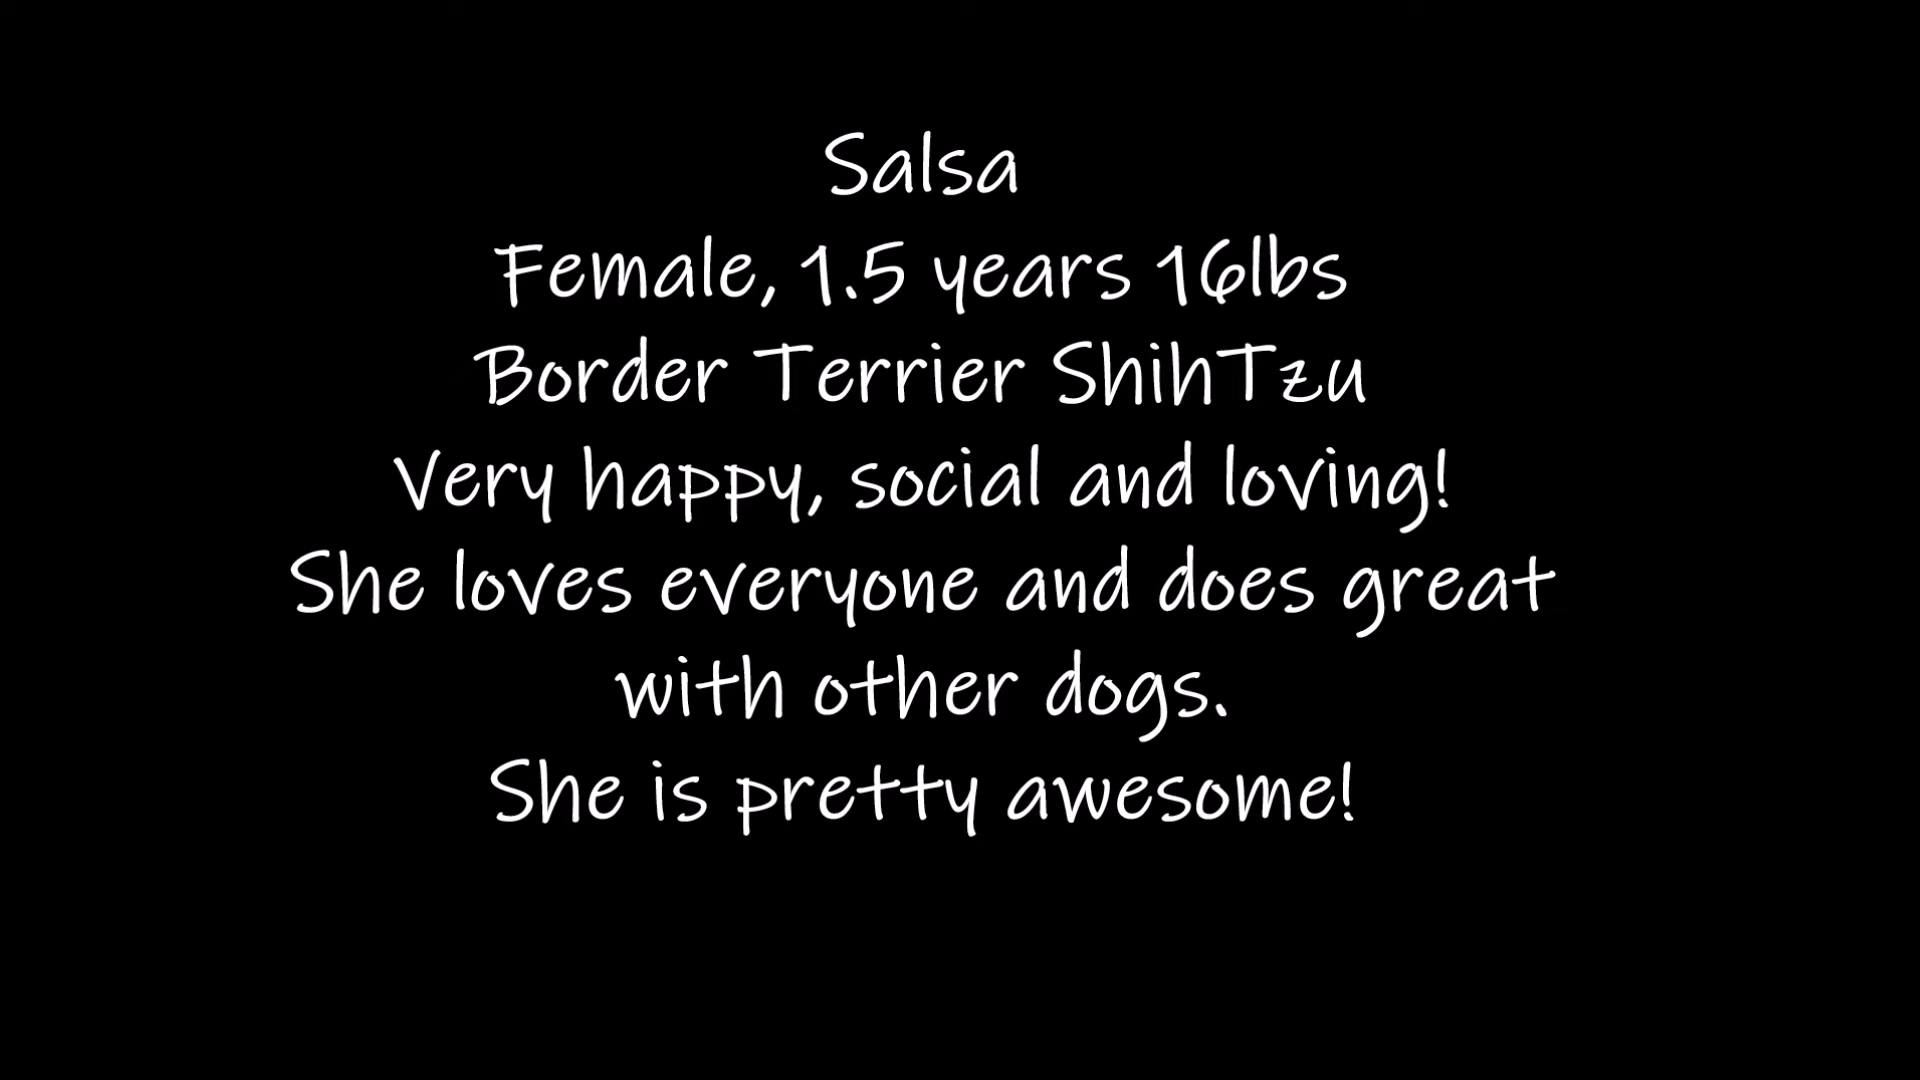 Salsa
Female, 1.5 years 16lbs
Border Terrier ShihTzu
Very happy, social and loving!
She loves everyone and does great
with other dogs.
She is pretty awesome!